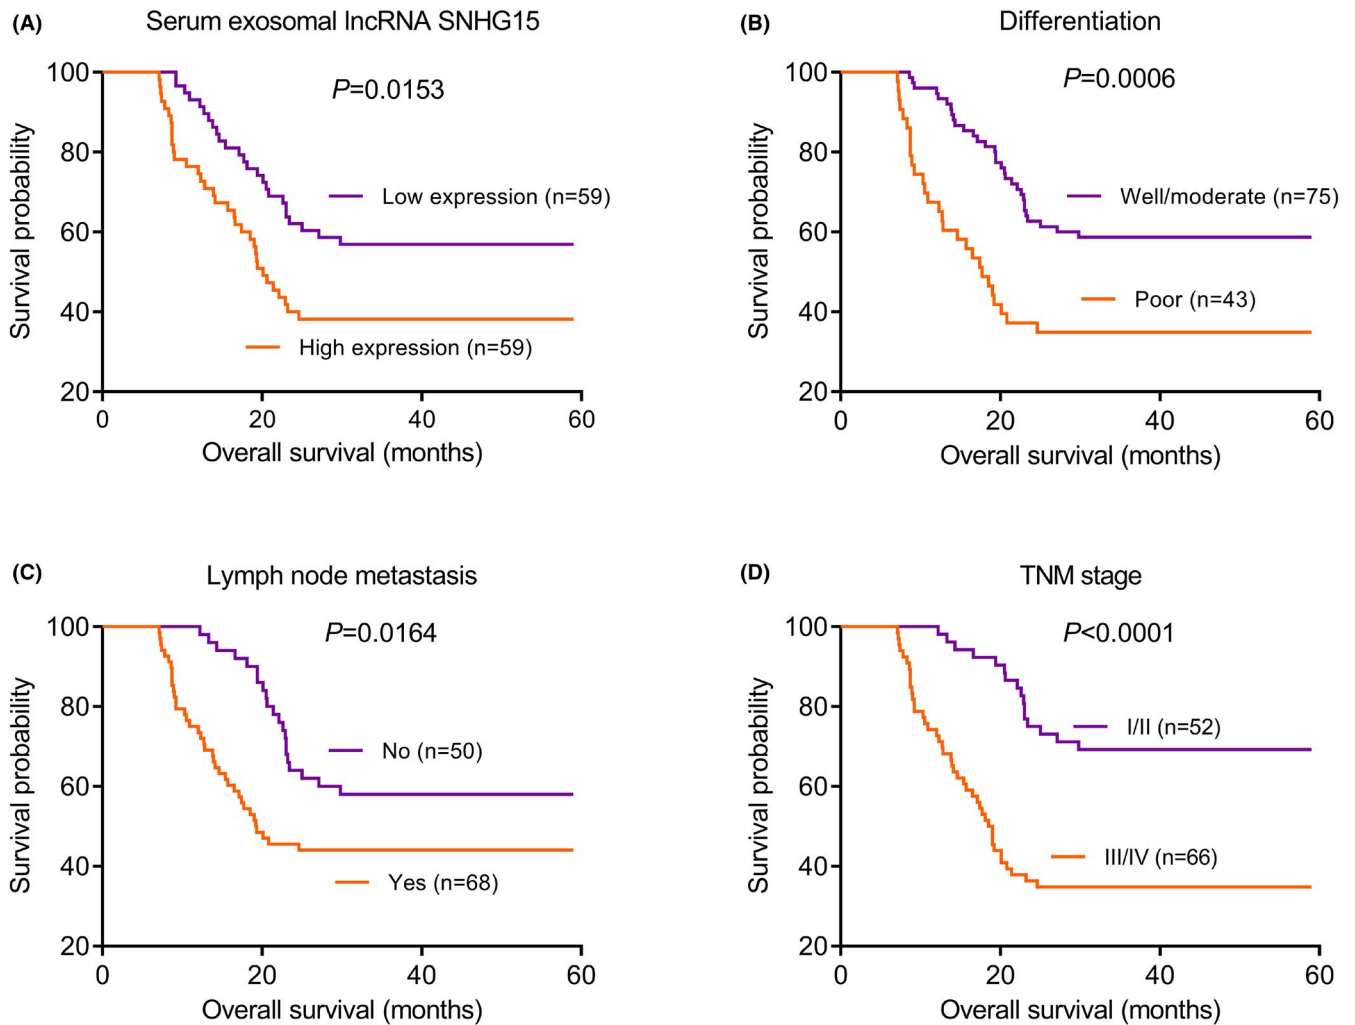 (A)
Serum exosomal lncRNA SNHG15
P=0.0153
Survival probability
100
80
60
40
20
Low expression (n=59)
High expression (n=59)
0 20 40 60
Overall survival (months)
(B)
Differentiation
P=0.0006
Survival probability
100
80
60
40
20
Well/moderate (n=75)
Poor (n=43)
0 20 40 60
Overall survival (months)
(C)
Lymph node metastasis
P=0.0164
Survival probability
100
80
60
40
20
No (n=50)
Yes (n=68)
0 20 40 60
Overall survival (months)
(D)
TNM stage
P<0.0001
Survival probability
100
80
60
40
20
I/II (n=52)
III/IV (n=66)
0 20 40 60
Overall survival (months)